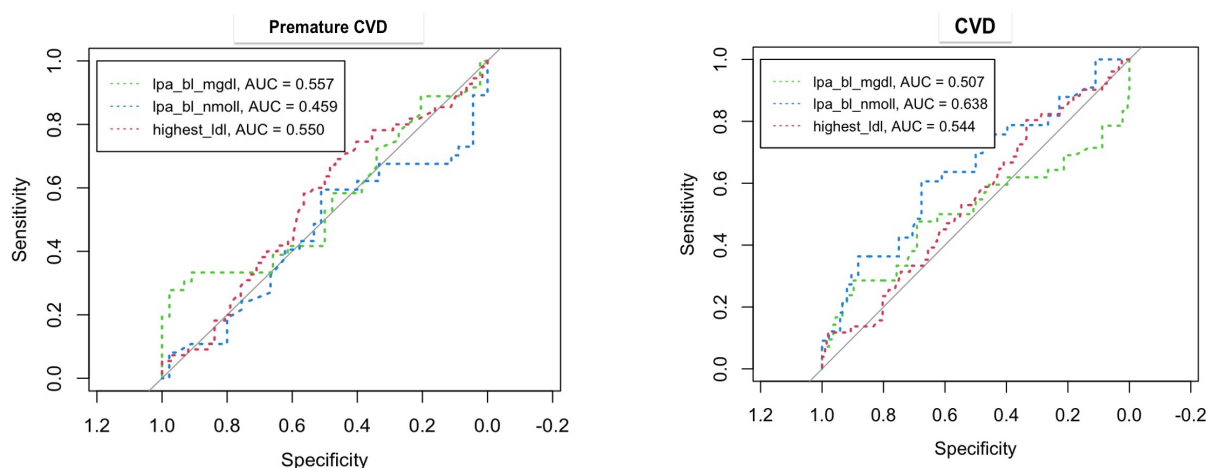 Premature CVD
lpa_bl_mgdl, AUC = 0.557
lpa_bl_nmoll, AUC = 0.459
highest_ldl, AUC = 0.550
Sensitivity
0.0
0.2
0.4
0.6
0.8
1.0
1.2 1.0 0.8 0.6 0.4 0.2 0.0 -0.2
Specificity
CVD
lpa_bl_mgdl, AUC = 0.507
lpa_bl_nmoll, AUC = 0.638
highest_ldl, AUC = 0.544
Sensitivity
0.0
0.2
0.4
0.6
0.8
1.0
1.2 1.0 0.8 0.6 0.4 0.2 0.0 -0.2
Specificity